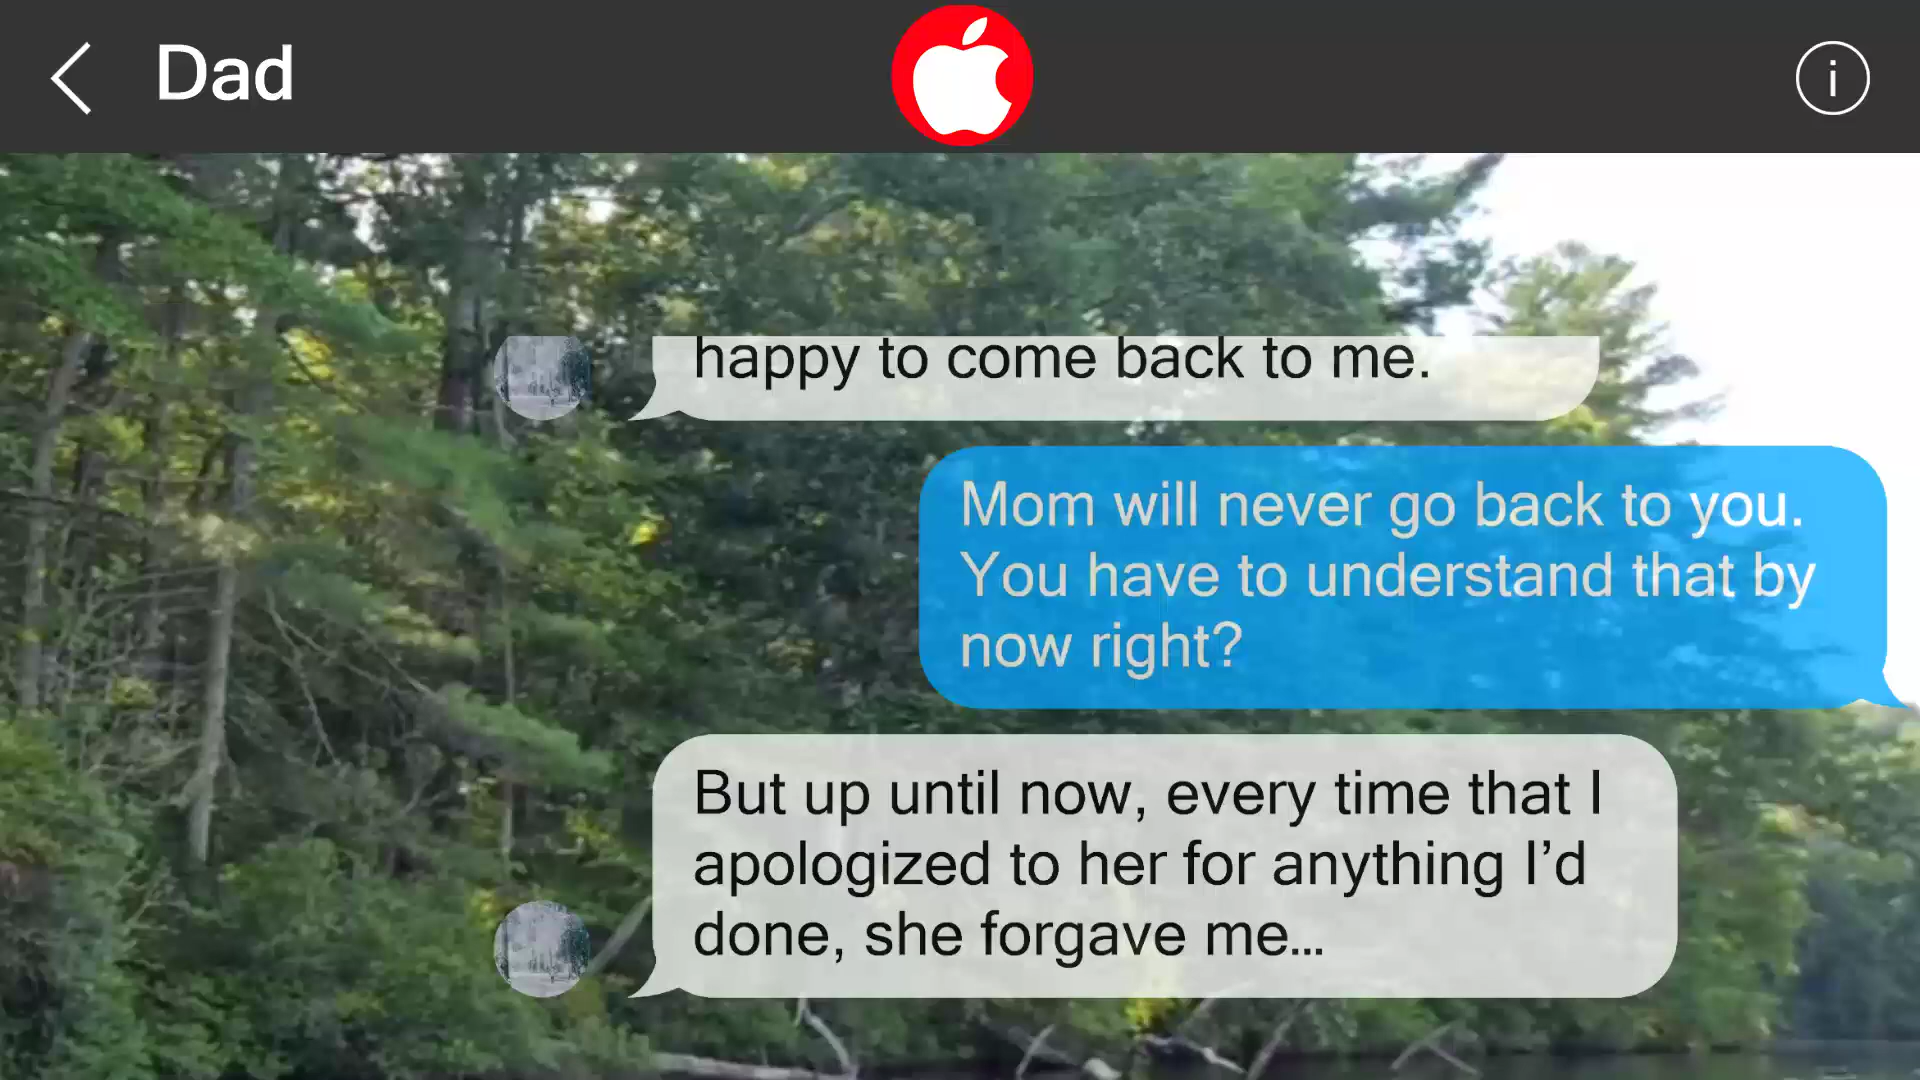 Dad
i
happy to come back to me.
Mom will never go back to you.
You have to understand that by
now right?
But up until now, every time that I
apologized to her for anything I’d
done, she forgave me...